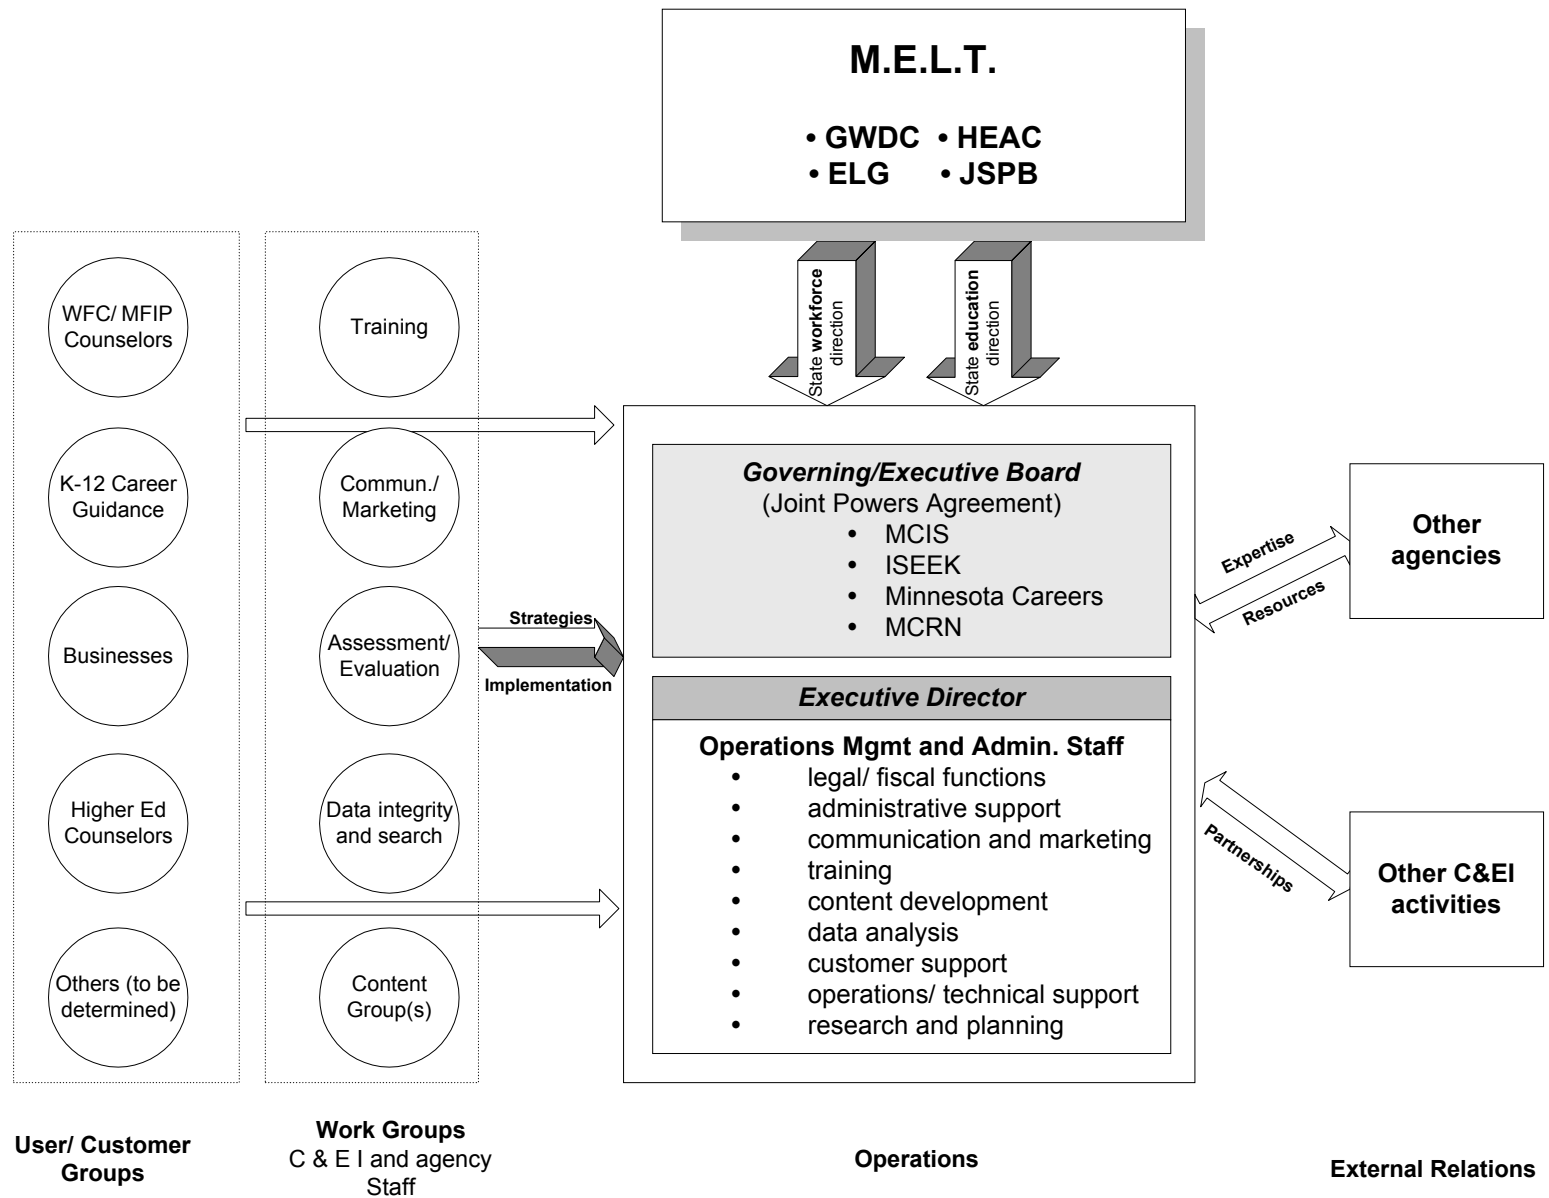 M.E.L.T.
• GWDC • HEAC
• ELG • JSPB
State workforce
direction
State education
direction
WFC/ MFIP
Counselors
K-12 Career
Guidance
Businesses
Higher Ed
Counselors
Others (to be
determined)
Training
Commun./
Marketing
Assessment/
Evaluation
Data integrity
and search
Content
Group(s)
Strategies
Implementation
Governing/Executive Board
(Joint Powers Agreement)
• MCIS
• ISEEK
• Minnesota Careers
• MCRN
Executive Director
Operations Mgmt and Admin. Staff
• legal/ fiscal functions
• administrative support
• communication and marketing
• training
• content development
• data analysis
• customer support
• operations/ technical support
• research and planning
Expertise
Resources
Partnerships
Other
agencies
Other C&EI
activities
User/ Customer
Groups
Work Groups
C & E I and agency
Staff
Operations
External Relations